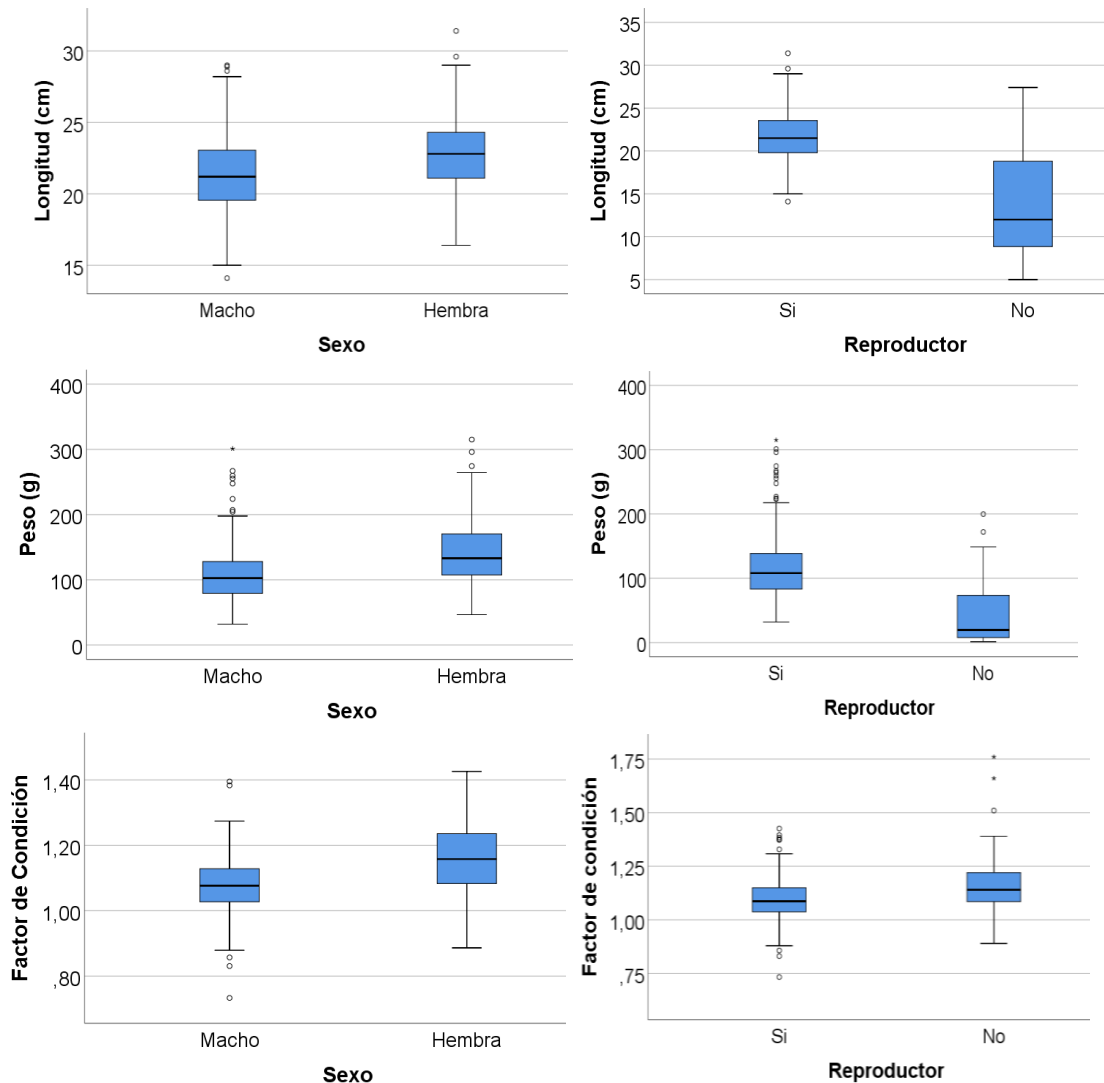 Longitud (cm)
30
25
20
15
Macho
Hembra
Sexo
Longitud (cm)
35
30
25
20
15
10
5
Si
No
Reproductor
Peso (g)
400
300
200
100
0
Macho
Hembra
Sexo
Peso (g)
400
300
200
100
0
Si
No
Reproductor
Factor de Condición
1,40
1,20
1,00
,80
Macho
Hembra
Sexo
Factor de condición
1,75
1,50
1,25
1,00
,75
Si
No
Reproductor